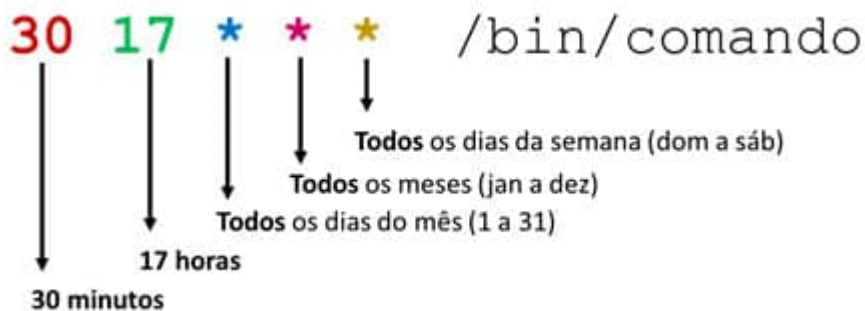 30 17 * * * /bin/comando
Todos os dias da semana (dom a sáb)
Todos os meses (jan a dez)
Todos os dias do mês (1 a 31)
17 horas
30 minutos